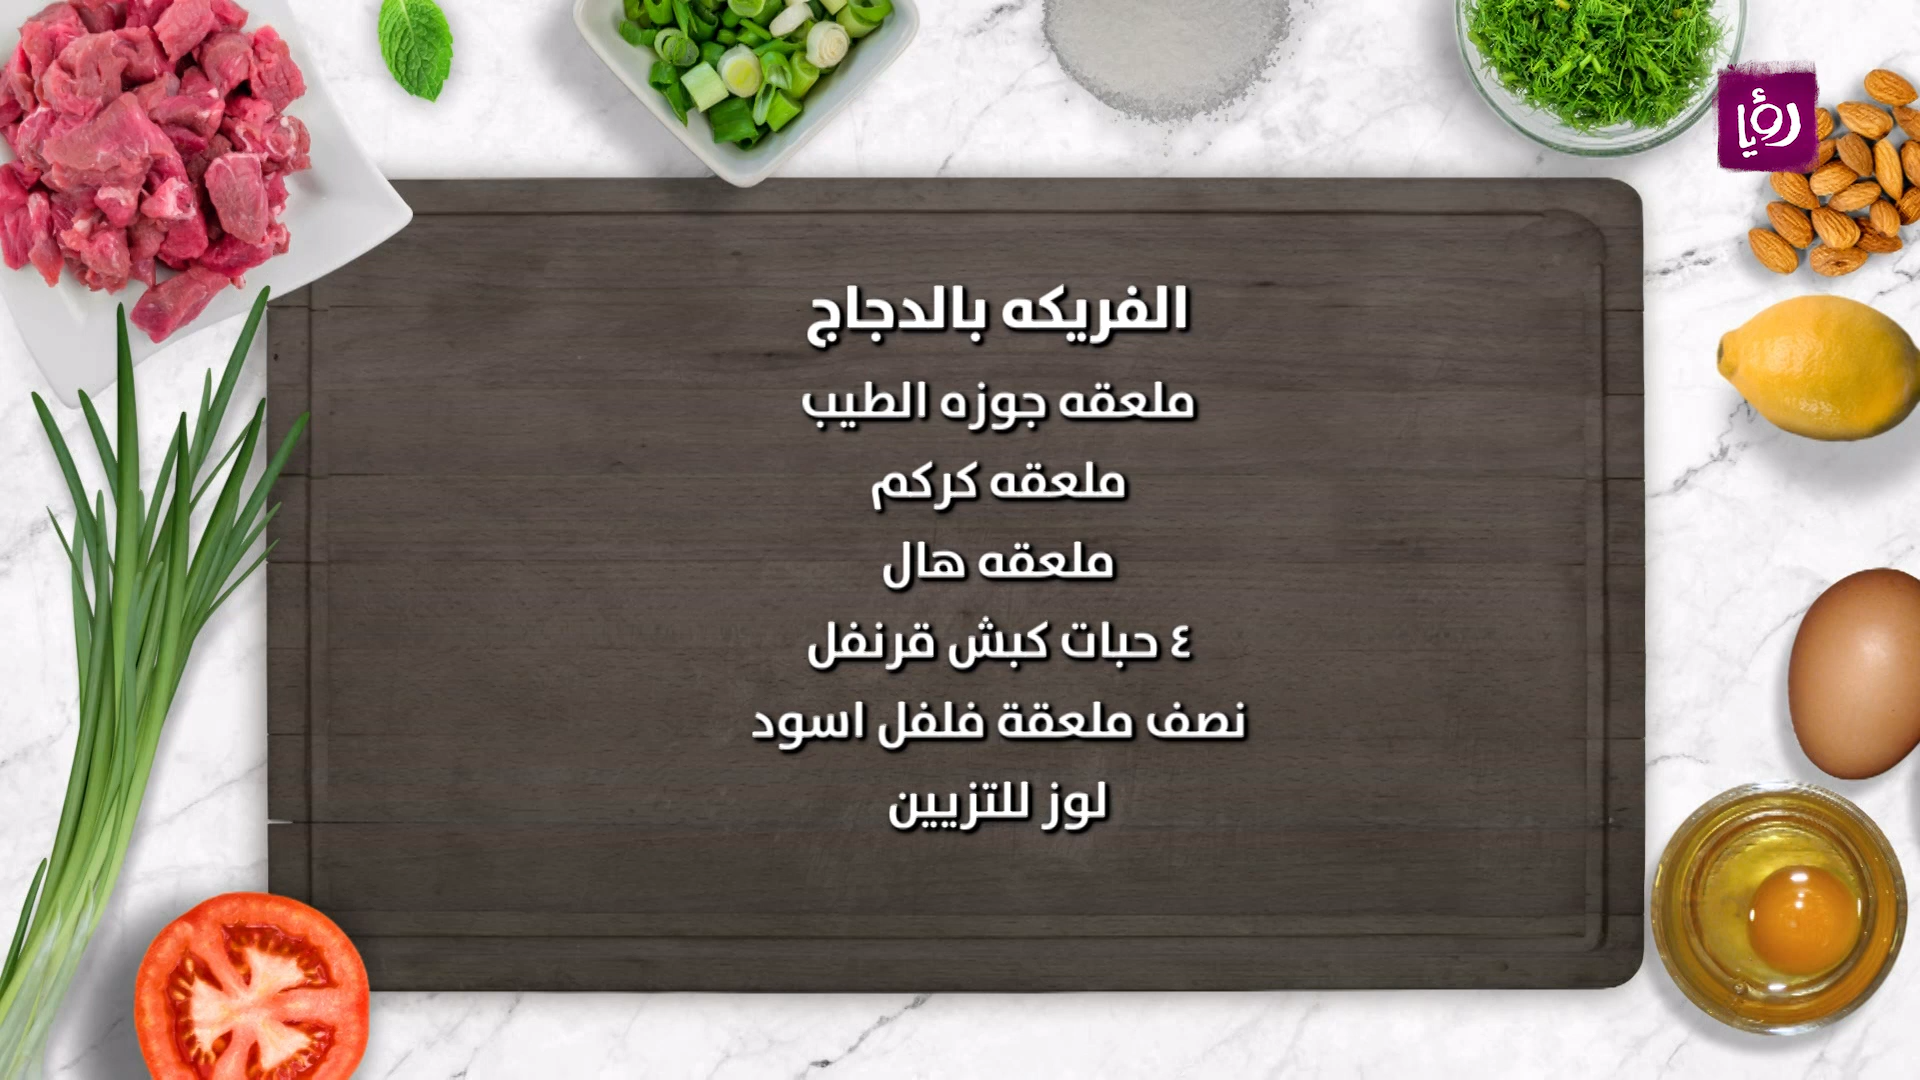 رؤيا
الفريكه بالدجاج
ملعقه جوزه الطيب
ملعقه كركم
ملعقه هال
٤ حبات كبش قرنفل
نصف ملعقة فلفل اسود
لوز للتزيين